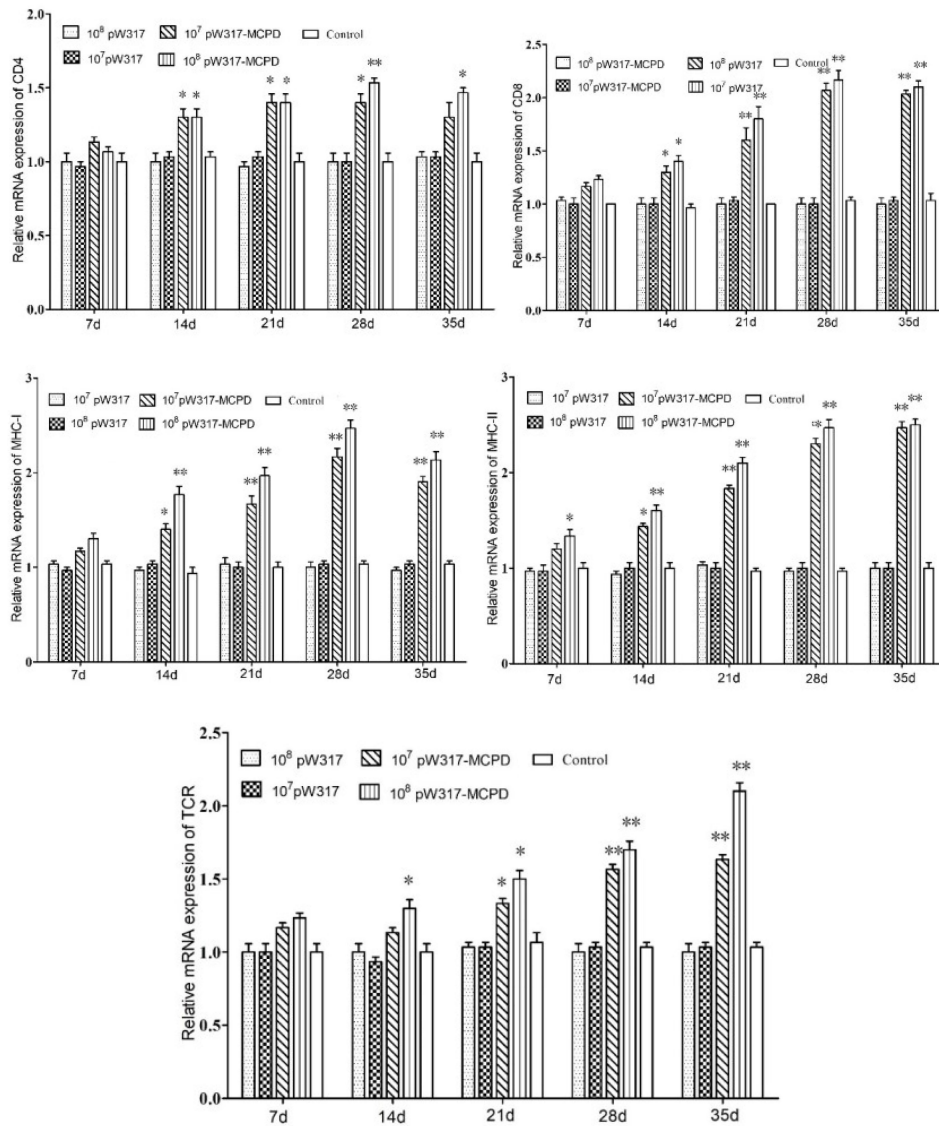 Relative mRNA expression of CD4
10⁸ pW317 10⁷ pW317-MCPD Control
10⁷pW317 10⁸ pW317-MCPD
2.0
1.5
1.0
0.5
0.0
* * * * * ** *
7d 14d 21d 28d 35d
Relative mRNA expression of CD8
10⁸ pW317-MCPD 10⁸ pW317 Control
10⁷pW317-MCPD 10⁷ pW317
2.5
2.0
1.5
1.0
0.5
0.0
* * ** ** ** ** ** **
7d 14d 21d 28d 35d
Relative mRNA expression of MHC-I
10⁷ pW317 10⁷pW317-MCPD Control
10⁸ pW317 10⁸ pW317-MCPD
3
2
1
0
* ** ** ** ** ** ** **
7d 14d 21d 28d 35d
Relative mRNA expression of MHC-II
10⁷ pW317 10⁷pW317-MCPD Control
10⁸ pW317 10⁸ pW317-MCPD
3
2
1
0
* * ** ** ** ** ** ** **
7d 14d 21d 28d 35d
Relative mRNA expression of TCR
10⁸ pW317 10⁷ pW317-MCPD Control
10⁷pW317 10⁸ pW317-MCPD
2.5
2.0
1.5
1.0
0.5
0.0
* * * ** ** ** **
7d 14d 21d 28d 35d